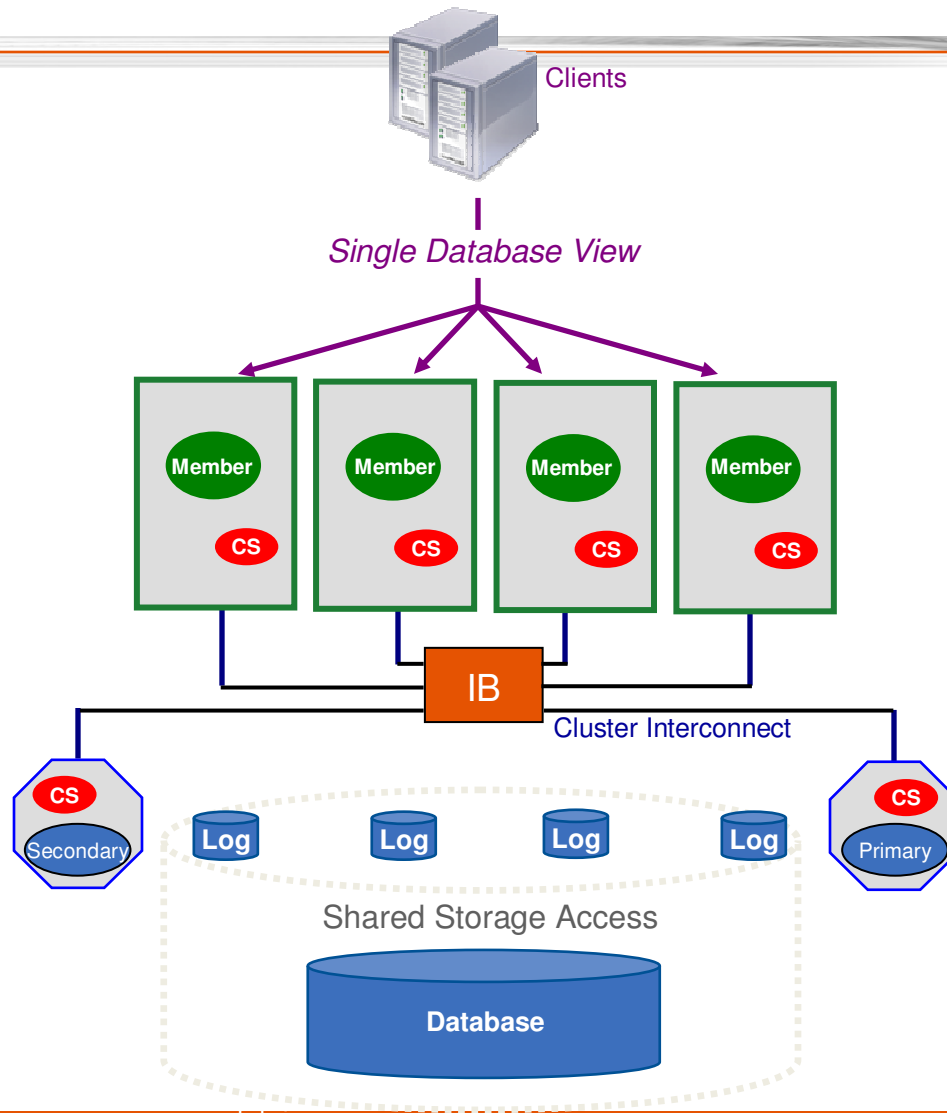 Clients
Single Database View
Member Member Member Member
CS CS CS CS
IB
Cluster Interconnect
CS CS
Secondary Log Log Log Log Primary
Shared Storage Access
Database